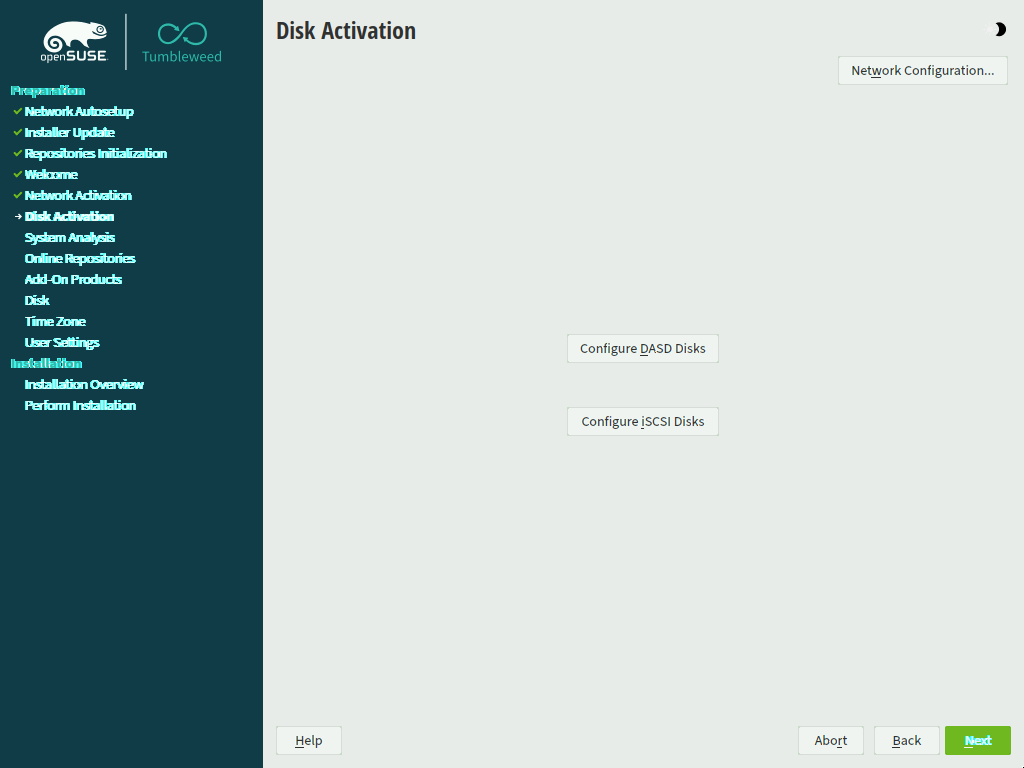 openSUSE
Tumbleweed
Preparation
Network Autosetup
Installer Update
Repositories Initialization
Welcome
Network Activation
Disk Activation
System Analysis
Online Repositories
Add-On Products
Disk
Time Zone
User Settings
Installation
Installation Overview
Perform Installation
Disk Activation
Network Configuration...
Configure DASD Disks
Configure iSCSI Disks
Help
Abort
Back
Next